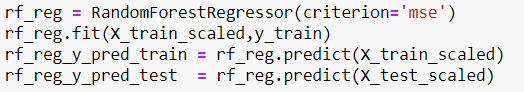 rf_reg = RandomForestRegressor(criterion='mse')
rf_reg.fit(X_train_scaled,y_train)
rf_reg_y_pred_train = rf_reg.predict(X_train_scaled)
rf_reg_y_pred_test  = rf_reg.predict(X_test_scaled)